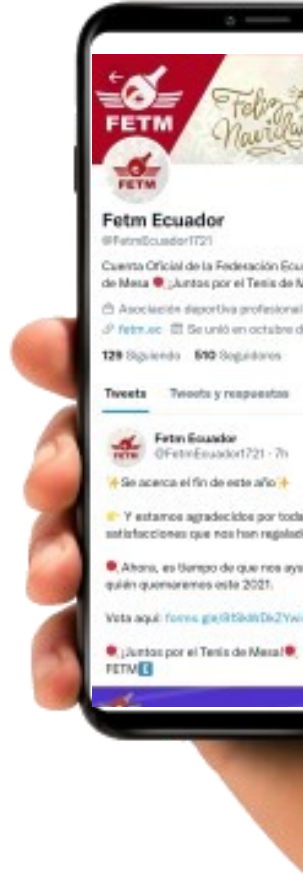 FETM
Feliz
FETM
Fetm Ecuador
@FetmEcuador1721
Cuenta Oficial de la Federación Ecu
de Mesa 🏓 ¡Juntos por el Tenis de M
Asociación deportiva profesional
fetm.ec Se unió en octubre d
129 Siguiendo 510 Seguidores
Tweets Tweets y respuestas
FETM
Fetm Ecuador
@FetmEcuador1721 · 7h
✨Se acerca el fin de este año✨
👉 Y estamos agradecidos por toda
satisfacciones que nos han regalad
🏓 Ahora, es tiempo de que nos ayu
quién quemaremos este 2021.
Vota aquí:
🏓¡Juntos por el Tenis de Mesa!🏓
FETM